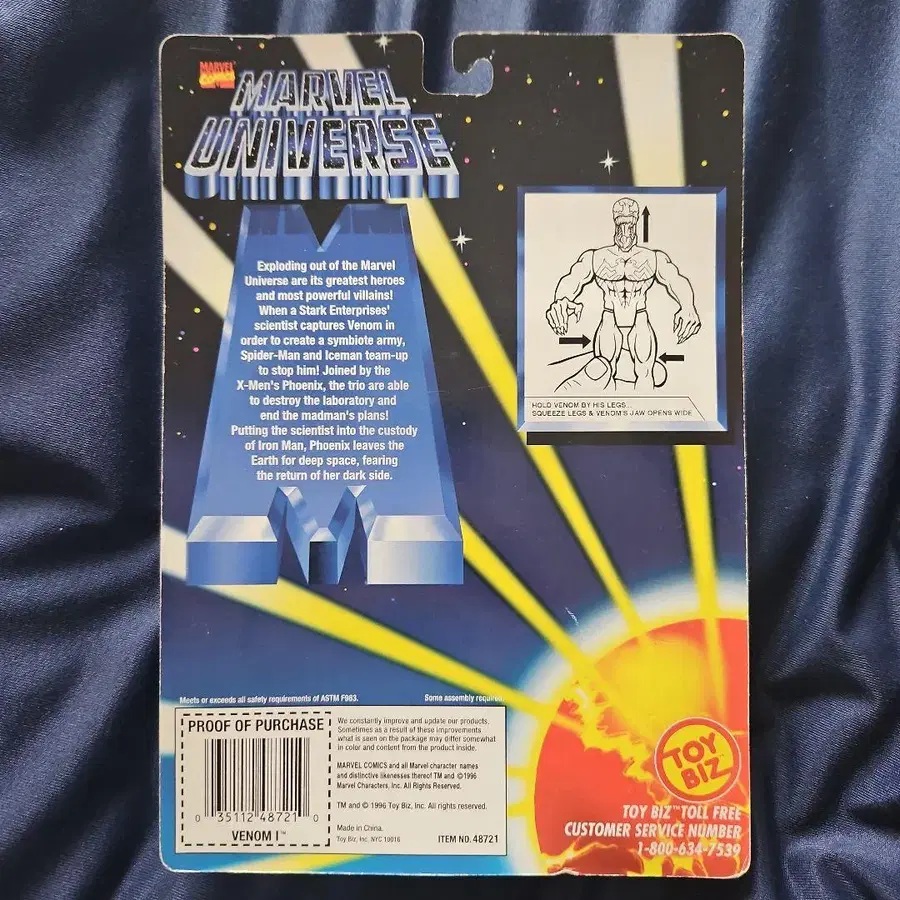 MARVEL
COMICS
MARVEL
UNIVERSE™
Exploding out of the Marvel
Universe are its greatest heroes
and most powerful villains!
When a Stark Enterprises'
scientist captures Venom in
order to create a symbiote army,
Spider-Man and Iceman team-up
to stop him! Joined by the
X-Men's Phoenix, the trio are able
to destroy the laboratory and
end the madman's plans!
Putting the scientist into the custody
of Iron Man, Phoenix leaves the
Earth for deep space, fearing
the return of her dark side.
HOLD VENOM BY HIS LEGS...
SQUEEZE LEGS & VENOM'S JAW OPENS WIDE
Meets or exceeds all safety requirements of ASTM F963.
Some assembly required.
PROOF OF PURCHASE
0 35112 48721 0
VENOM I™
We constantly improve and update our products.
Sometimes as a result of these improvements
what is seen on the package may differ somewhat
in color and content from the product inside.
MARVEL COMICS and all Marvel character names
and distinctive likenesses thereof TM and ©1996
Marvel Characters, Inc. All Rights Reserved.
TM and © 1996 Toy Biz, Inc. All rights reserved.
Made in China.
Toy Biz, Inc. NYC 10016
ITEM NO. 48721
TOY
BIZ
TOY BIZ™ TOLL FREE
CUSTOMER SERVICE NUMBER
1-800-634-7539